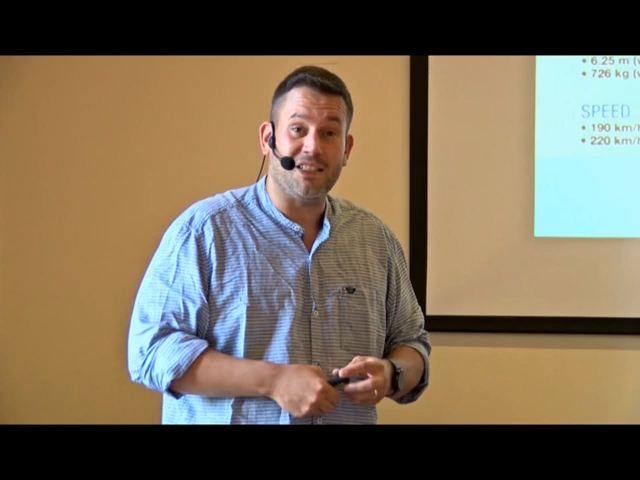 • 6.25 m (
• 726 kg (
SPEED
• 190 km/h
• 220 km/h